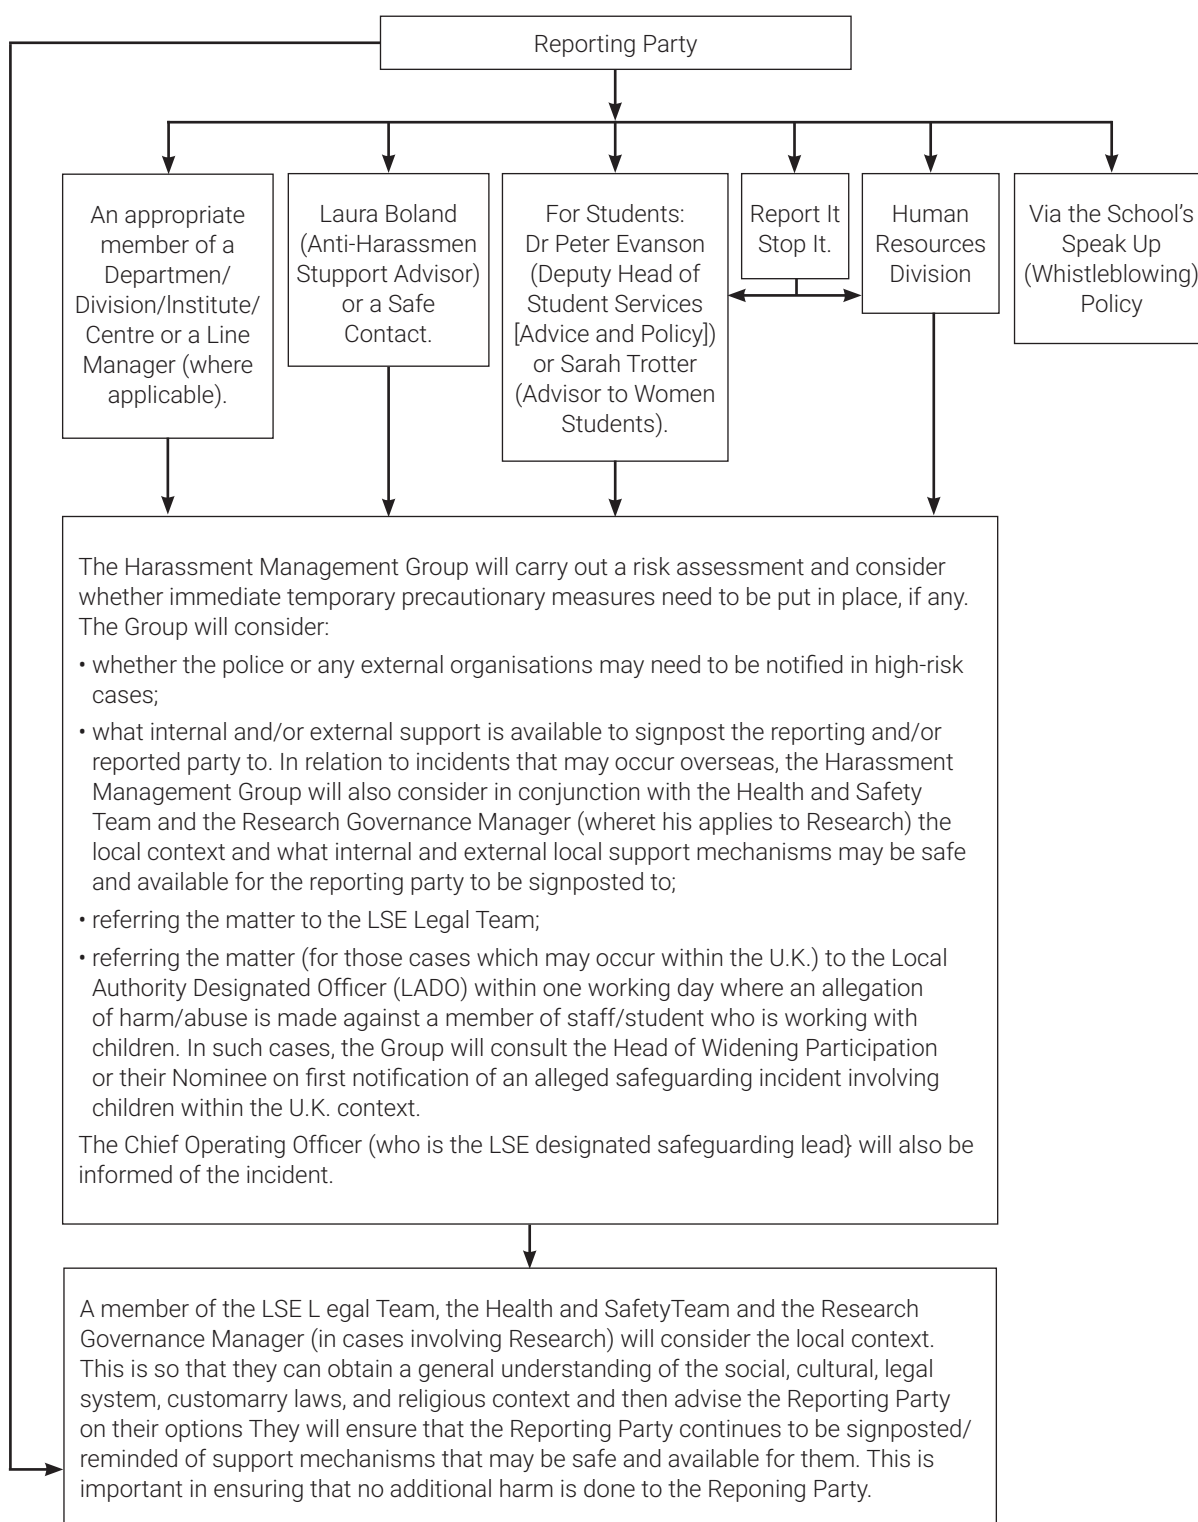 Reporting Party
An appropriate
member of a
Departmen/
Division/Institute/
Centre or a Line
Manager (where
applicable).
Laura Boland
(Anti-Harassmen
Stupport Advisor)
or a Safe
Contact.
For Students:
Dr Peter Evanson
(Deputy Head of
Student Services
[Advice and Policy])
or Sarah Trotter
(Advisor to Women
Students).
Report It
Stop It.
Human
Resources
Division
Via the School's
Speak Up
(Whistleblowing)
Policy
The Harassment Management Group will carry out a risk assessment and consider
whether immediate temporary precautionary measures need to be put in place, if any.
The Group will consider:
• whether the police or any external organisations may need to be notified in high-risk
cases;
• what internal and/or external support is available to signpost the reporting and/or
reported party to. In relation to incidents that may occur overseas, the Harassment
Management Group will also consider in conjunction with the Health and Safety
Team and the Research Governance Manager (wheret his applies to Research) the
local context and what internal and external local support mechanisms may be safe
and available for the reporting party to be signposted to;
• referring the matter to the LSE Legal Team;
• referring the matter (for those cases which may occur within the U.K.) to the Local
Authority Designated Officer (LADO) within one working day where an allegation
of harm/abuse is made against a member of staff/student who is working with
children. In such cases, the Group will consult the Head of Widening Participation
or their Nominee on first notification of an alleged safeguarding incident involving
children within the U.K. context.
The Chief Operating Officer (who is the LSE designated safeguarding lead} will also be
informed of the incident.
A member of the LSE L egal Team, the Health and SafetyTeam and the Research
Governance Manager (in cases involving Research) will consider the local context.
This is so that they can obtain a general understanding of the social, cultural, legal
system, customarry laws, and religious context and then advise the Reporting Party
on their options They will ensure that the Reporting Party continues to be signposted/
reminded of support mechanisms that may be safe and available for them. This is
important in ensuring that no additional harm is done to the Reponing Party.